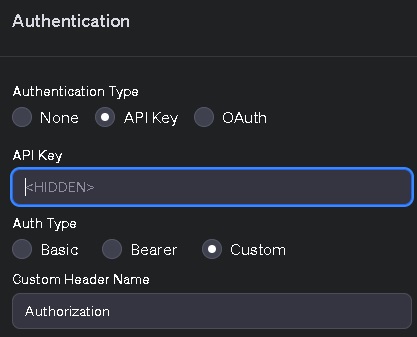 Authentication
Authentication Type
None API Key OAuth
API Key
<HIDDEN>
Auth Type
Basic Bearer Custom
Custom Header Name
Authorization